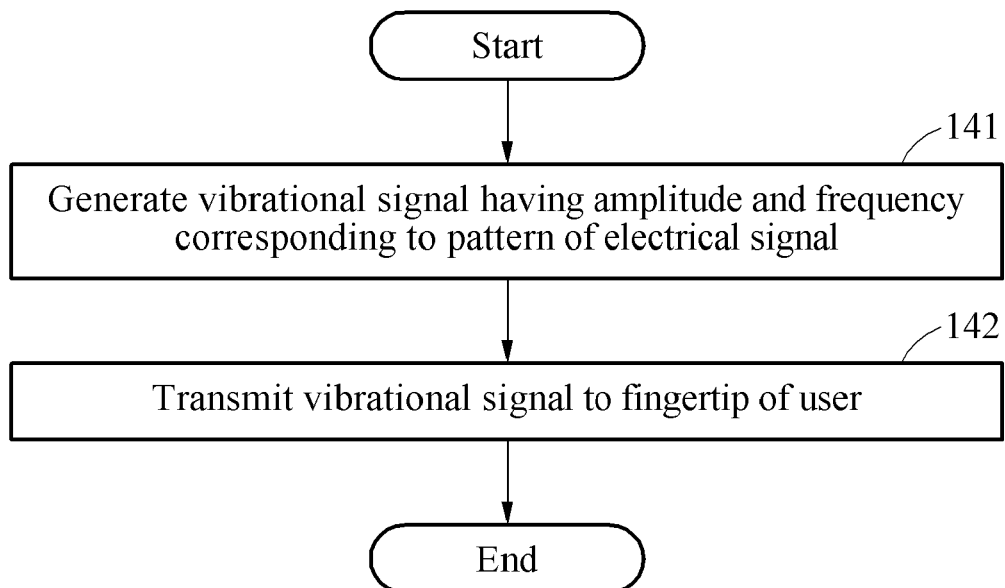 Start
141
Generate vibrational signal having amplitude and frequency
corresponding to pattern of electrical signal
142
Transmit vibrational signal to fingertip of user
End